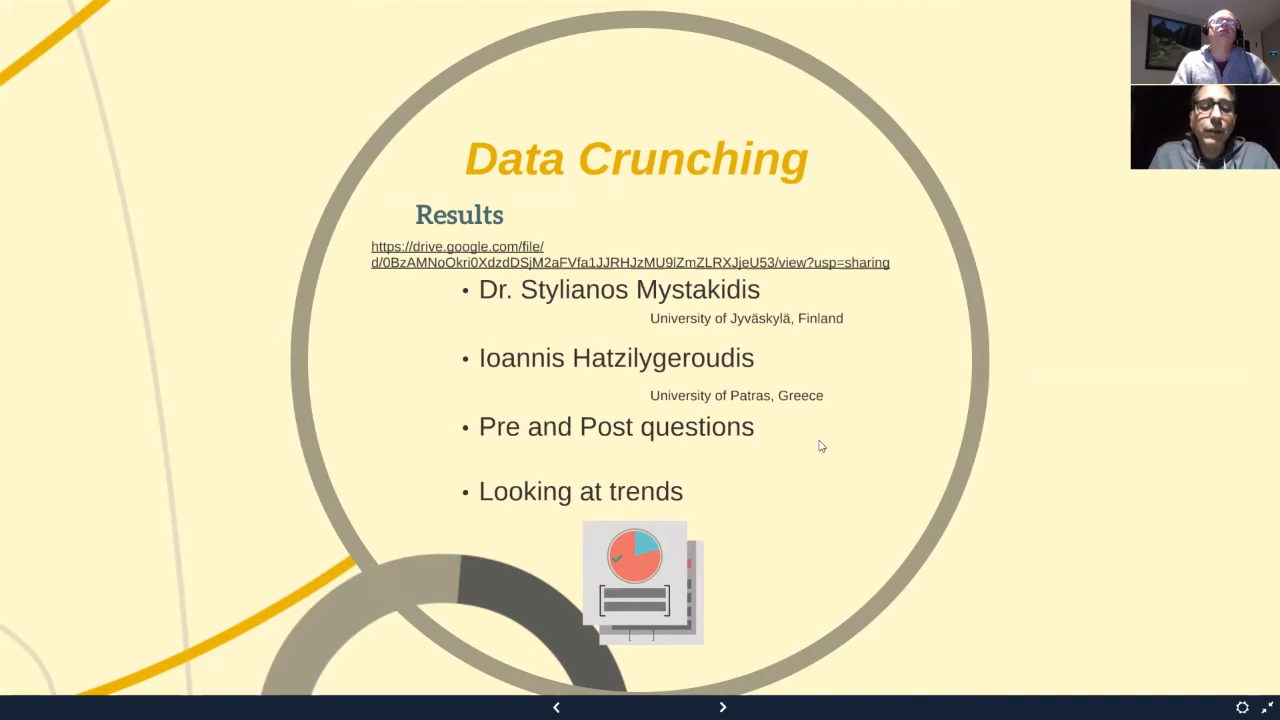 Data Crunching
Results
https://drive.google.com/file/
d/0BzAMNoOkri0XdzdDSjM2aFVfa1JJRHJzMU9lZmZLRXJjeU53/view?usp=sharing
• Dr. Stylianos Mystakidis
University of Jyväskylä, Finland
• Ioannis Hatzilygeroudis
University of Patras, Greece
• Pre and Post questions
• Looking at trends